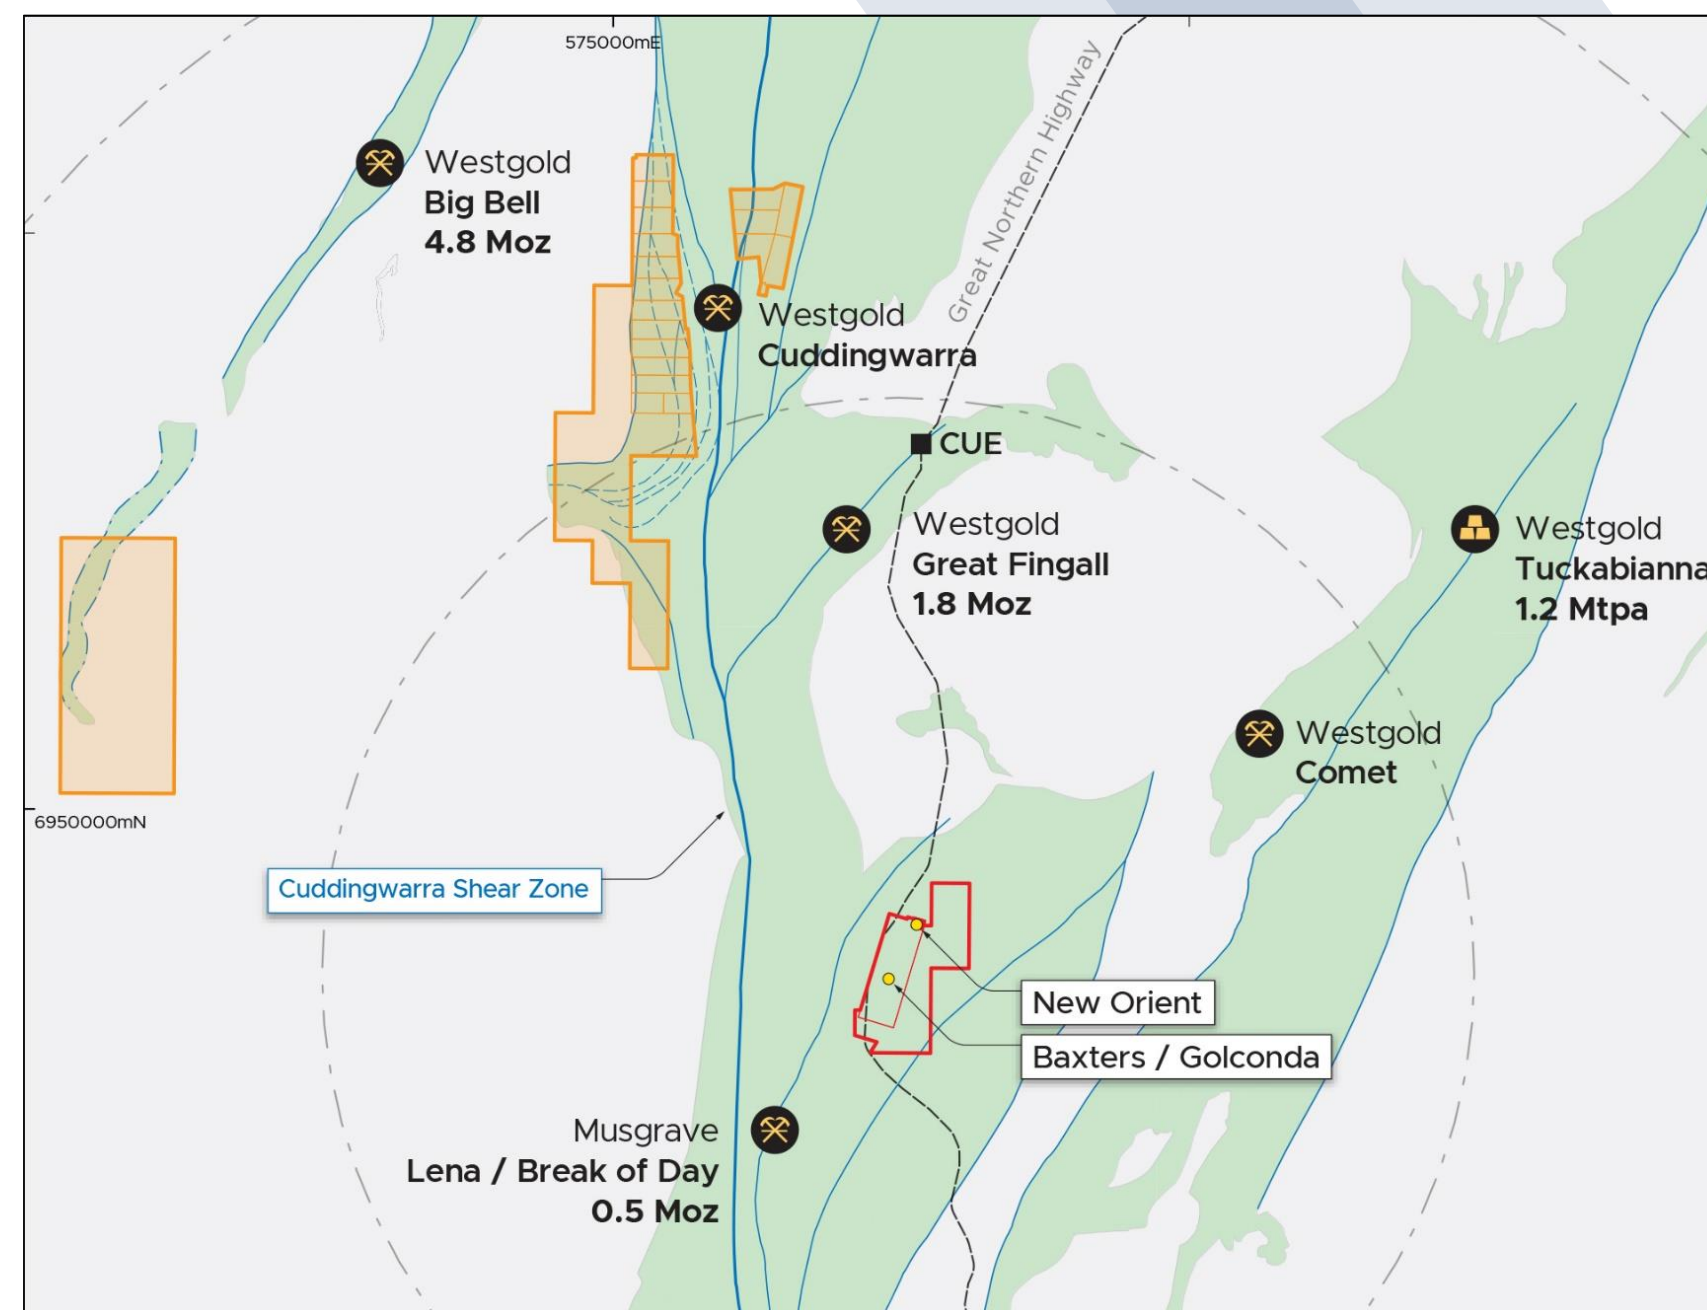 575000mE
Great Northern Highway
Westgold
Big Bell
4.8 Moz
Westgold
Cuddingwarra
CUE
Westgold
Great Fingall
1.8 Moz
Westgold
Tuckabianna
1.2 Mtpa
Westgold
Comet
6950000mN
Cuddingwarra Shear Zone
New Orient
Baxters / Golconda
Musgrave
Lena / Break of Day
0.5 Moz